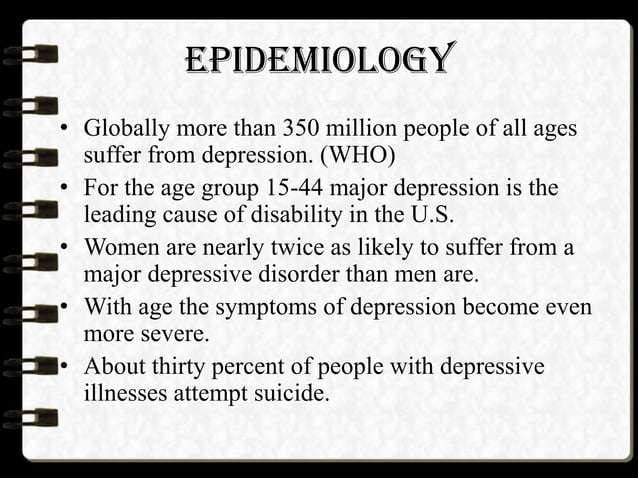 Epidemiology
• Globally more than 350 million people of all ages
suffer from depression. (WHO)
• For the age group 15-44 major depression is the
leading cause of disability in the U.S.
• Women are nearly twice as likely to suffer from a
major depressive disorder than men are.
• With age the symptoms of depression become even
more severe.
• About thirty percent of people with depressive
illnesses attempt suicide.